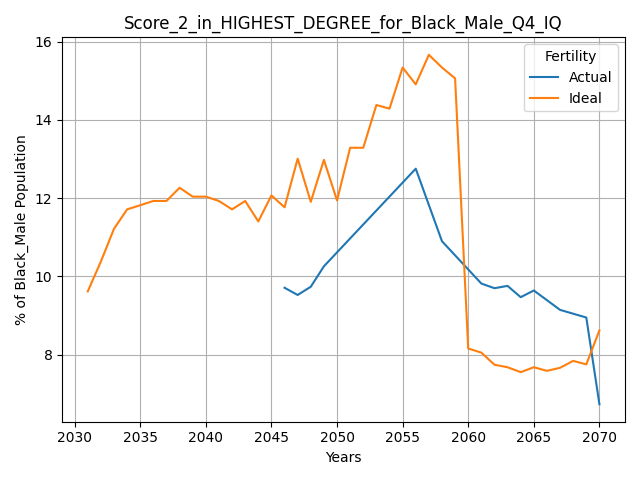 Score_2_in_HIGHEST_DEGREE_for_Black_Male_Q4_IQ
Fertility
Actual
Ideal
% of Black_Male Population
16
14
12
10
8
2030 2035 2040 2045 2050 2055 2060 2065 2070
Years